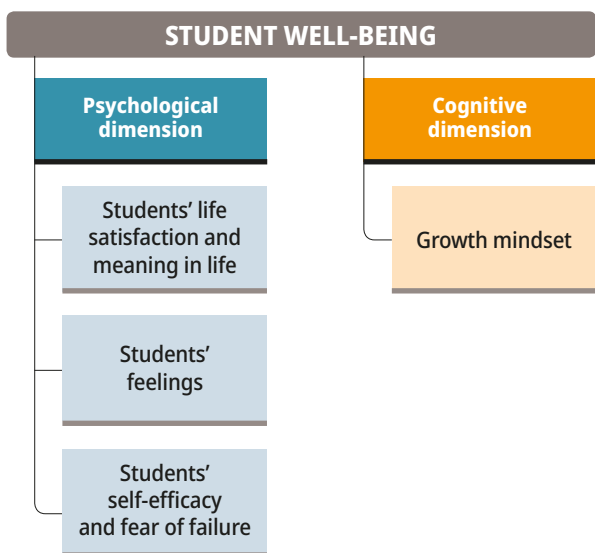 STUDENT WELL-BEING
Psychological
dimension
Students’ life
satisfaction and
meaning in life
Students’
feelings
Students’
self-efficacy
and fear of failure
Cognitive
dimension
Growth mindset